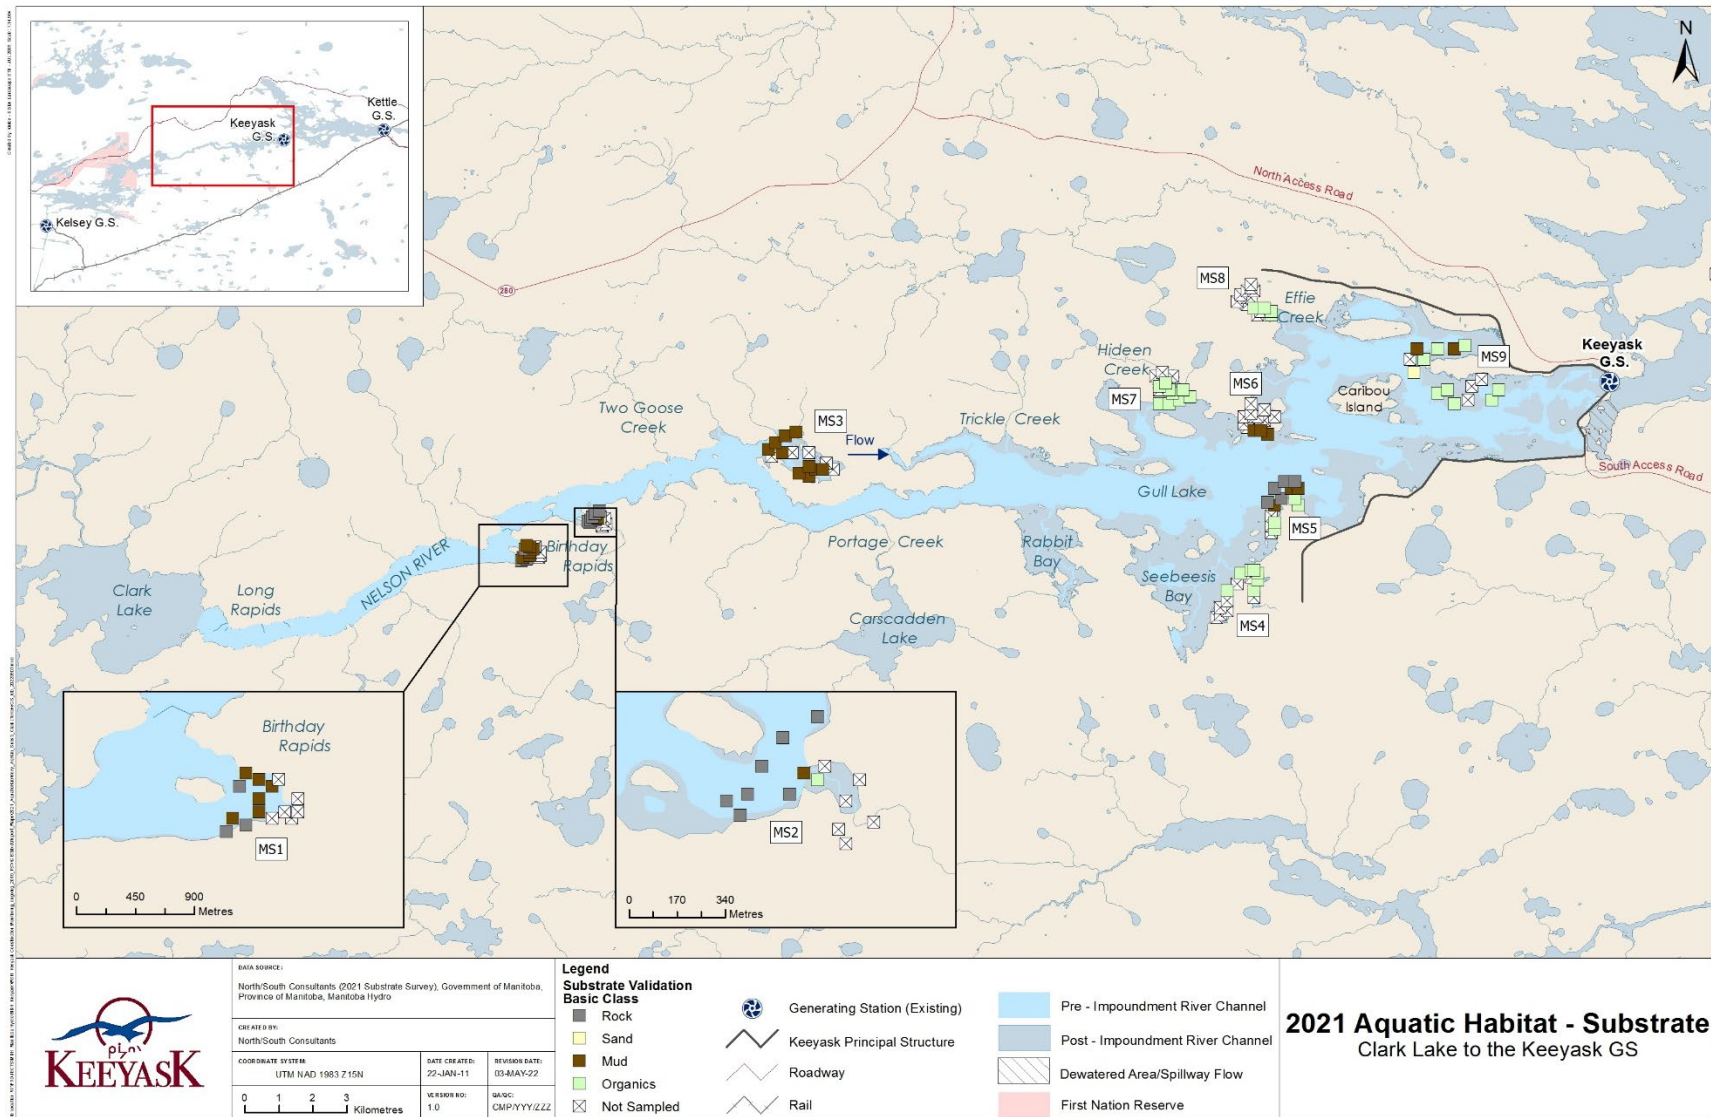 N
Kettle
G.S.
Keeyask
G.S.
Kelsey G.S.
280
North Access Road
MS8
Effie
Creek
Hideen
Creek
MS7
MS6
MS9
Keeyask
G.S.
Caribou
Island
Two Goose
Creek
MS3
Flow
Trickle Creek
South Access Road
Gull Lake
MS5
NELSON RIVER
Birthday
Rapids
Portage Creek
Rabbit
Bay
Seebeesis
Bay
MS4
Clark
Lake
Long
Rapids
Carscadden
Lake
Birthday
Rapids
MS1
0 450 900
Metres
MS2
0 170 340
Metres
KEEYASK
DATA SOURCE:
North/South Consultants (2021 Substrate Survey), Government of Manitoba,
Province of Manitoba, Manitoba Hydro
CREATED BY:
North/South Consultants
COORDINATE SYSTEM:
UTM NAD 1983 Z15N
DATE CREATED:
22-JAN-11
REVISION DATE:
03-MAY-22
0 1 2 3 Kilometres
VERSION NO:
1.0
QA/QC:
CMP/YYY/ZZZ
Legend
Substrate Validation
Basic Class
Rock
Sand
Mud
Organics
Not Sampled
Generating Station (Existing)
Keeyask Principal Structure
Roadway
Rail
Pre - Impoundment River Channel
Post - Impoundment River Channel
Dewatered Area/Spillway Flow
First Nation Reserve
2021 Aquatic Habitat - Substrate
Clark Lake to the Keeyask GS